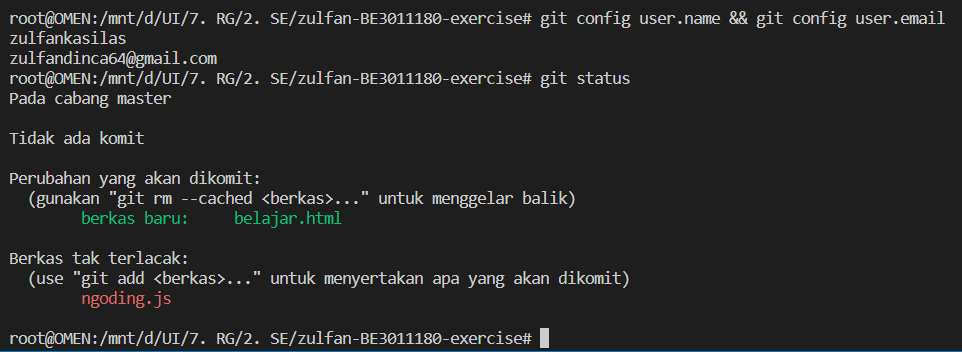 root@OMEN:/mnt/d/UI/7. RG/2. SE/zulfan-BE3011180-exercise# git config user.name && git config user.email
zulfankasilas
zulfandinca64@gmail.com
root@OMEN:/mnt/d/UI/7. RG/2. SE/zulfan-BE3011180-exercise# git status
Pada cabang master
Tidak ada komit
Perubahan yang akan dikomit:
(gunakan "git rm --cached <berkas>..." untuk menggelar balik)
berkas baru: belajar.html
Berkas tak terlacak:
(use "git add <berkas>..." untuk menyertakan apa yang akan dikomit)
ngoding.js
root@OMEN:/mnt/d/UI/7. RG/2. SE/zulfan-BE3011180-exercise#